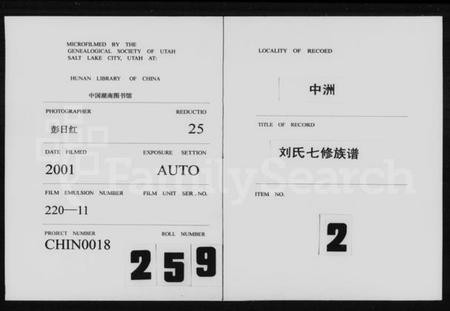 MICROFILMED BY THE
GENEALOGICAL SOCIETY OF UTAH
SALT LAKE CITY, UTAH AT:
HUNAN LIBRARY OF CHINA
中国湖南图书馆
PHOTOGRAPHER REDUCTIO
彭日红 25
DATE FILMED EXPOSURE SETTION
2001 AUTO
FILM EMULSION NUMBER FILM UNIT SER. NO.
220—11
PROJECT NUMBER ROLL NUMBER
CHIN0018 259
LOCALITY OF RECOED
中洲
TITLE OF RECORD
刘氏七修族谱
ITEM NO.
2
FamilySearch